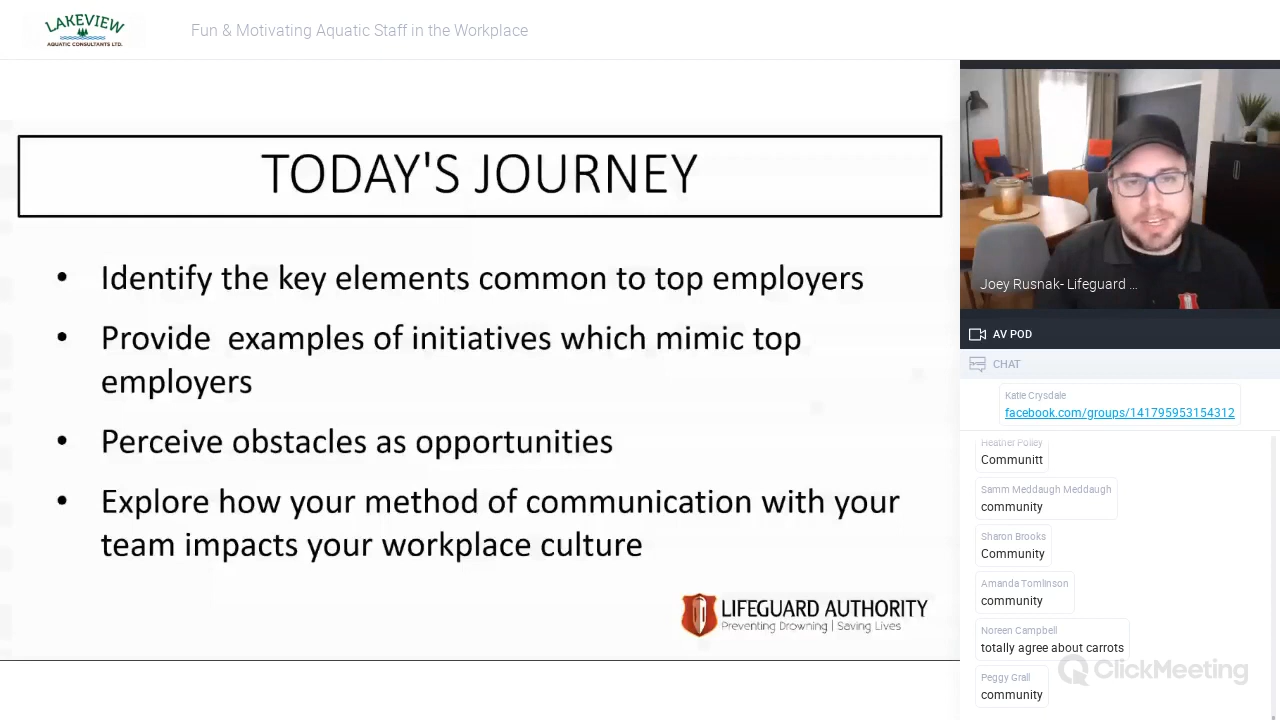 LAKEVIEW
AQUATIC CONSULTANTS LTD.
Fun & Motivating Aquatic Staff in the Workplace
TODAY'S JOURNEY
• Identify the key elements common to top employers
• Provide  examples of initiatives which mimic top
employers
• Perceive obstacles as opportunities
• Explore how your method of communication with your
team impacts your workplace culture
LIFEGUARD AUTHORITY
Preventing Drowning | Saving Lives
Joey Rusnak- Lifeguard ...
AV POD
CHAT
Katie Crysdale
facebook.com/groups/141795953154312
Heather Polley
Communitt
Samm Meddaugh Meddaugh
community
Sharon Brooks
Community
Amanda Tomlinson
community
Noreen Campbell
totally agree about carrots
Peggy Grall
community
ClickMeeting